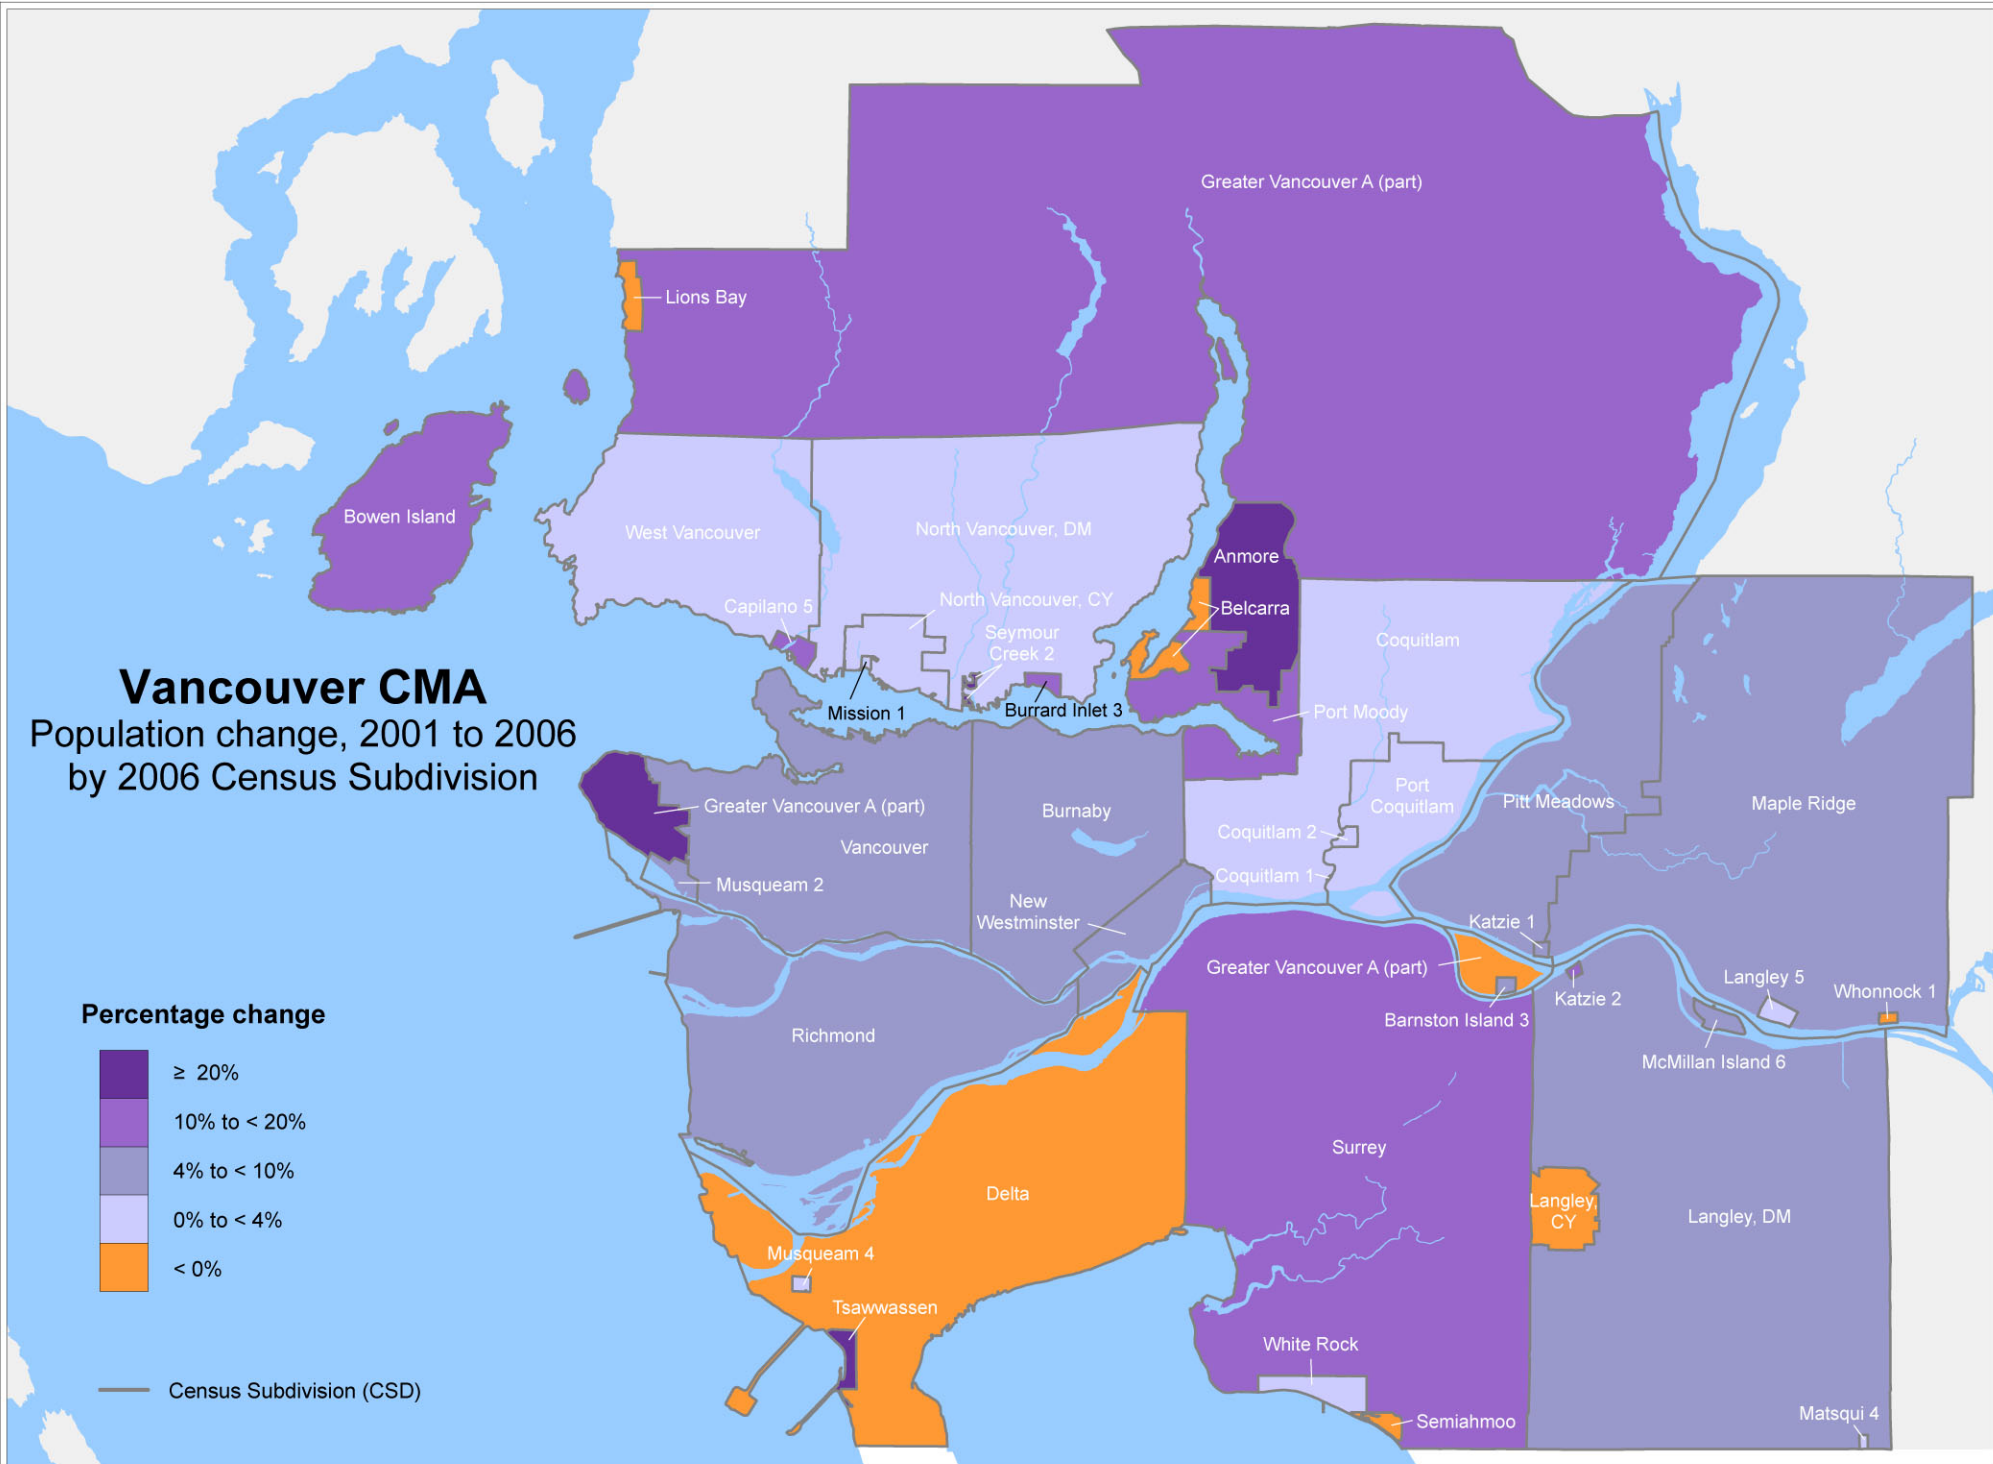 Greater Vancouver A (part)
Lions Bay
Bowen Island
West Vancouver
North Vancouver, DM
Anmore
Capilano 5
North Vancouver, CY
Belcarra
Seymour
Creek 2
Coquitlam
Vancouver CMA
Population change, 2001 to 2006
by 2006 Census Subdivision
Mission 1
Burrard Inlet 3
Port Moody
Greater Vancouver A (part)
Burnaby
Port
Coquitlam
Pitt Meadows
Maple Ridge
Vancouver
Coquitlam 2
Musqueam 2
Coquitlam 1
New
Westminster
Katzie 1
Greater Vancouver A (part)
Katzie 2
Langley 5
Whonnock 1
Barnston Island 3
Richmond
McMillan Island 6
Percentage change
≥ 20%
10% to < 20%
4% to < 10%
0% to < 4%
< 0%
Surrey
Delta
Langley,
CY
Langley, DM
Musqueam 4
Tsawwassen
White Rock
Semiahmoo
Matsqui 4
Census Subdivision (CSD)